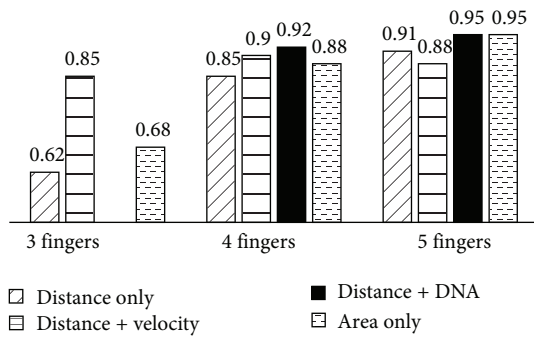 0.62 0.85 0.68 0.85 0.9 0.92 0.88 0.91 0.88 0.95 0.95
3 fingers 4 fingers 5 fingers
Distance only
Distance + velocity
Distance + DNA
Area only